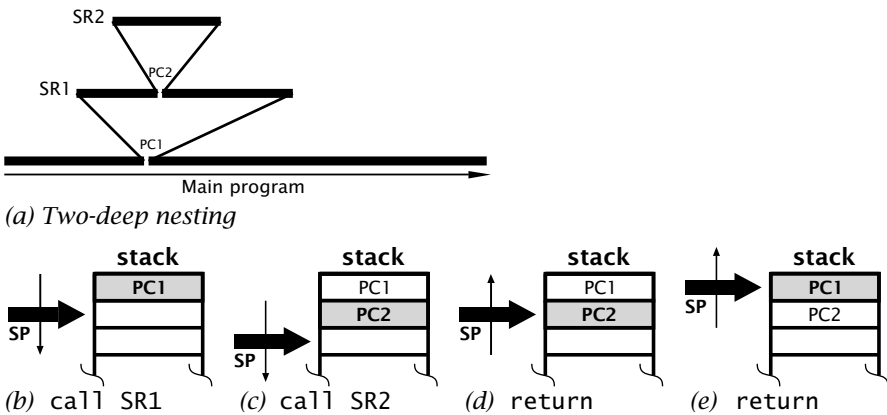 SR2
PC2
SR1
PC1
Main program
(a) Two-deep nesting
stack
PC1
SP
(b) call SR1
stack
PC1
PC2
SP
(c) call SR2
stack
PC1
PC2
SP
(d) return
stack
PC1
PC2
SP
(e) return